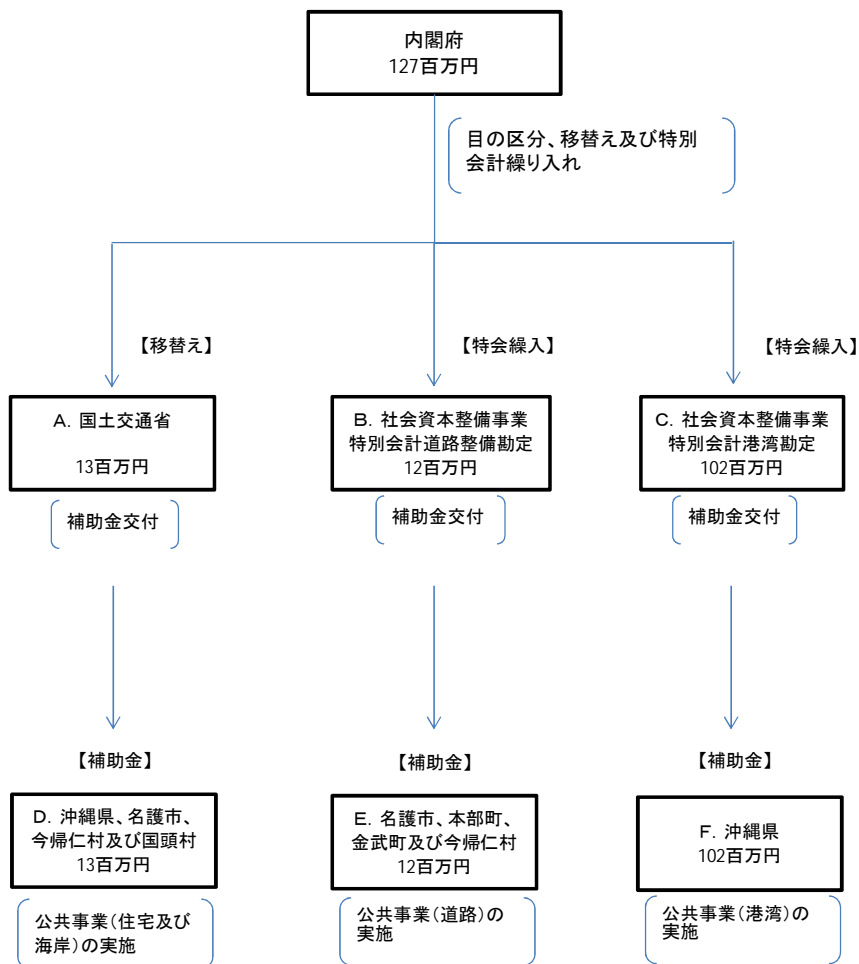 内閣府
127百万円
目の区分、移替え及び特別
会計繰り入れ
【移替え】
【特会繰入】
【特会繰入】
A. 国土交通省
13百万円
B. 社会資本整備事業
特別会計道路整備勘定
12百万円
C. 社会資本整備事業
特別会計港湾勘定
102百万円
補助金交付
補助金交付
補助金交付
【補助金】
【補助金】
【補助金】
D. 沖縄県、名護市、
今帰仁村及び国頭村
13百万円
E. 名護市、本部町、
金武町及び今帰仁村
12百万円
F. 沖縄県
102百万円
公共事業(住宅及び
海岸)の実施
公共事業(道路)の
実施
公共事業(港湾)の
実施